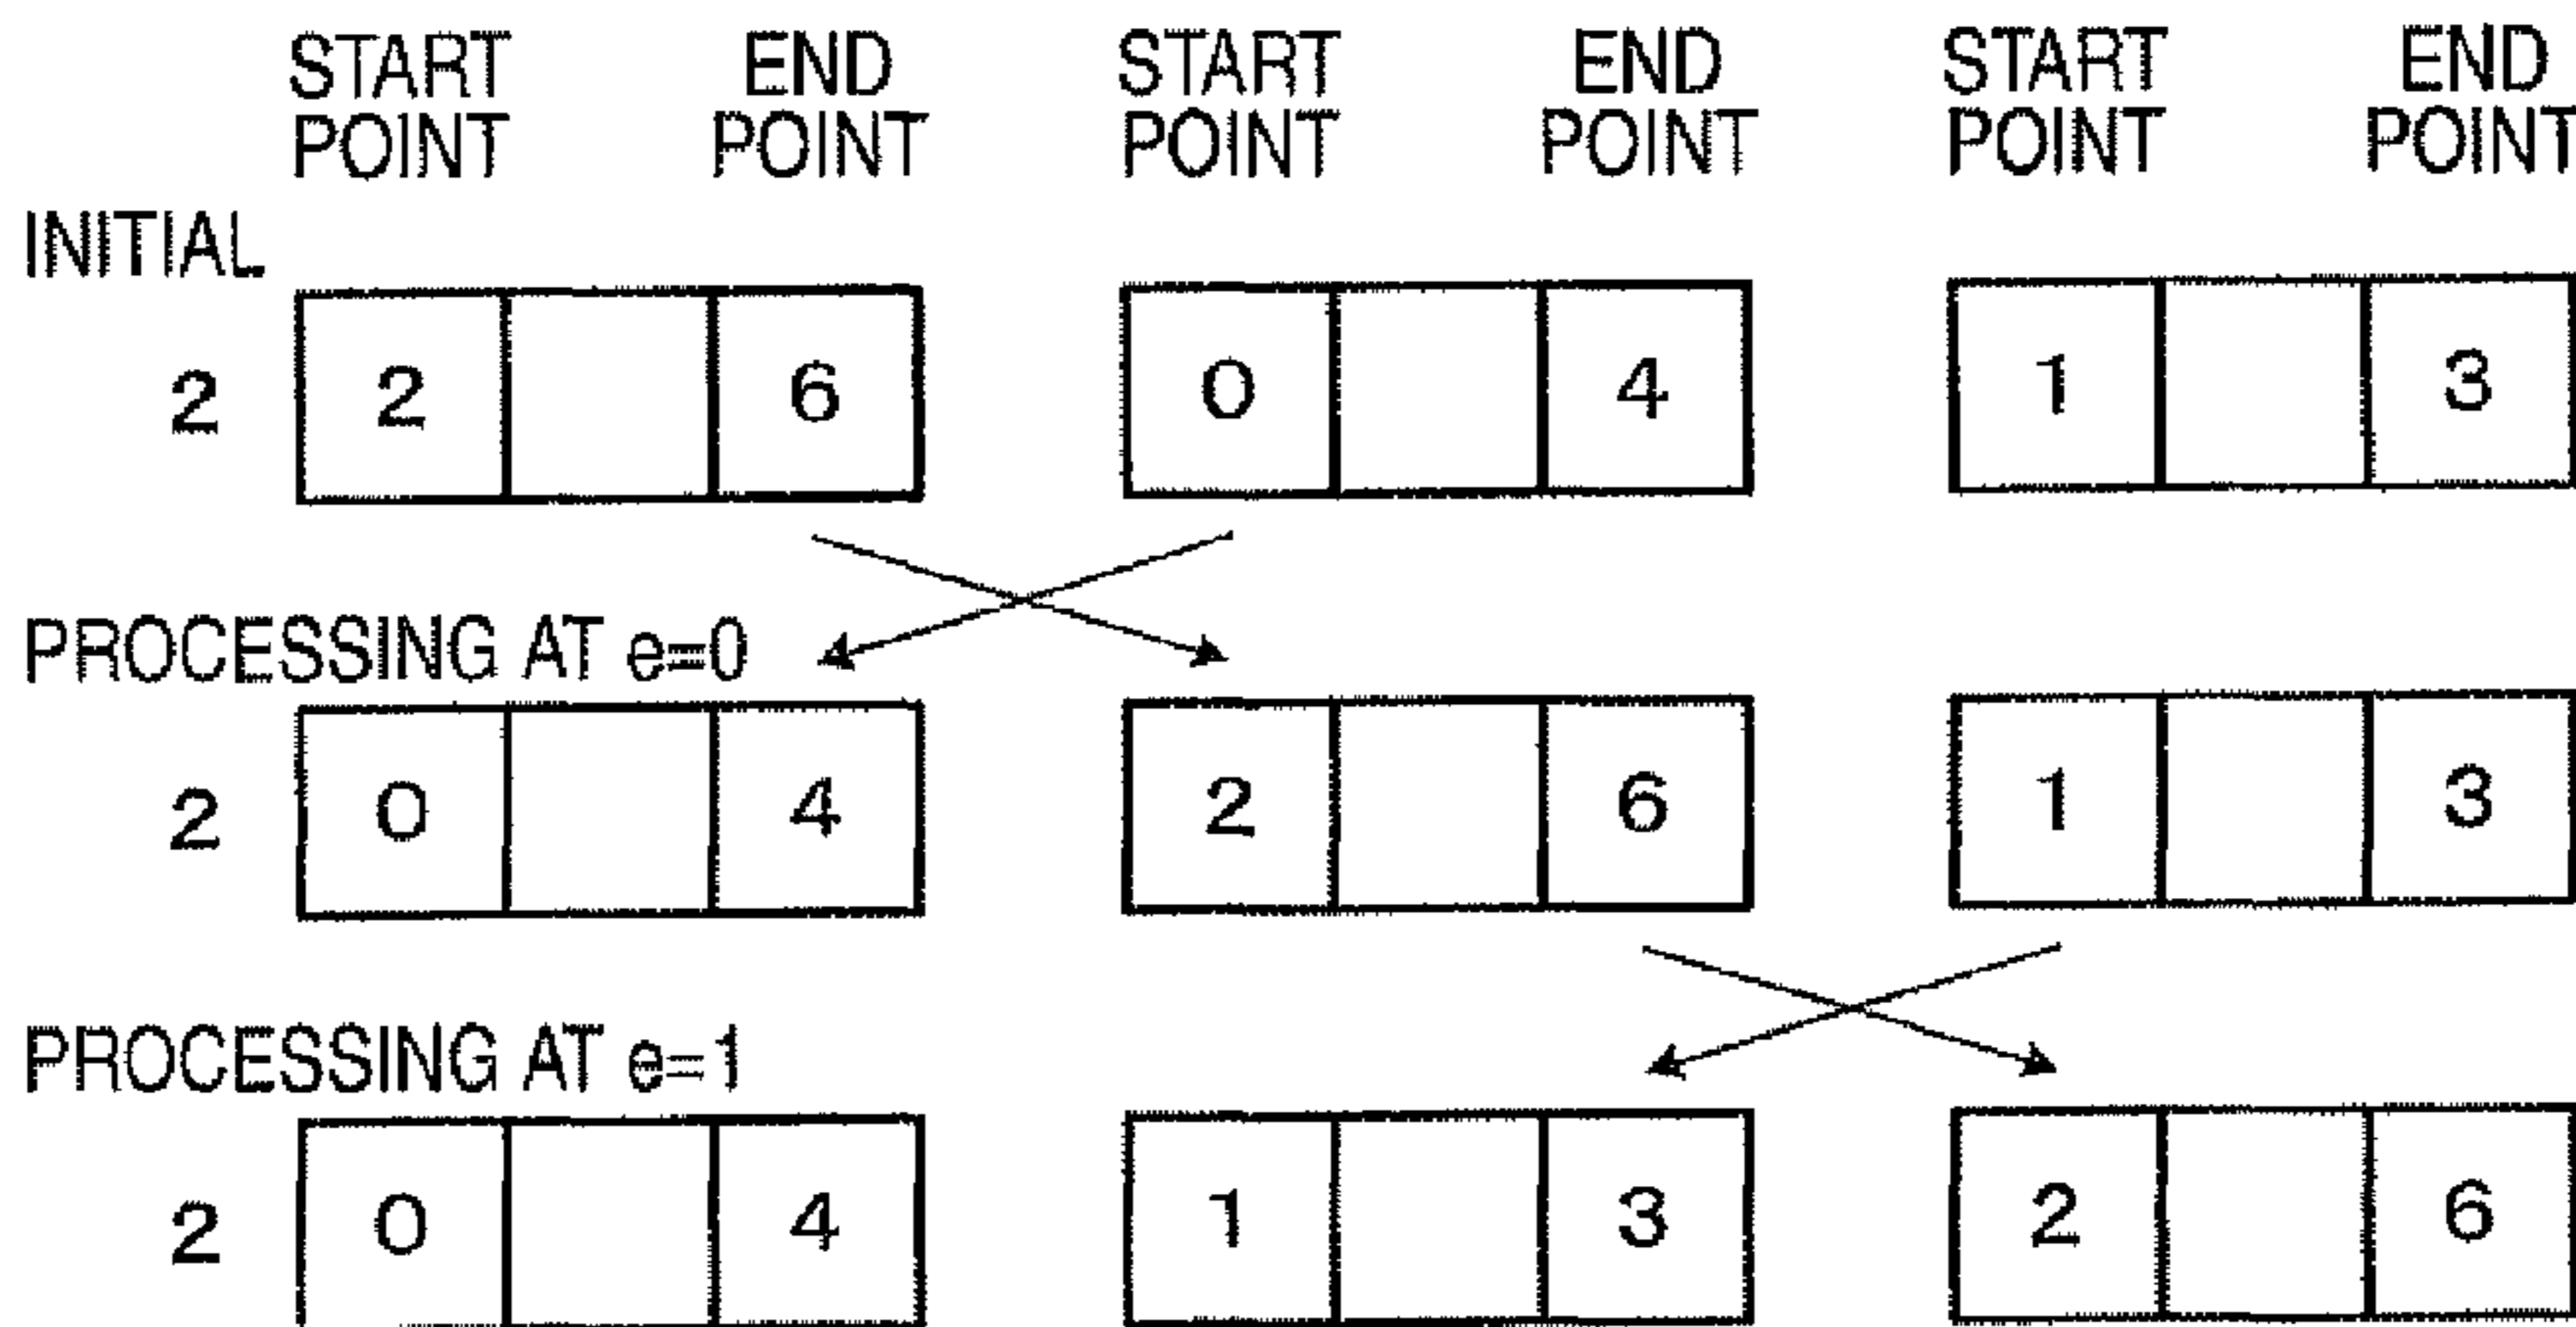 START END START END START END
POINT POINT POINT POINT POINT POINT
INITIAL
2 2 6 0 4 1 3
PROCESSING AT e=0
2 0 4 2 6 1 3
PROCESSING AT e=1
2 0 4 1 3 2 6